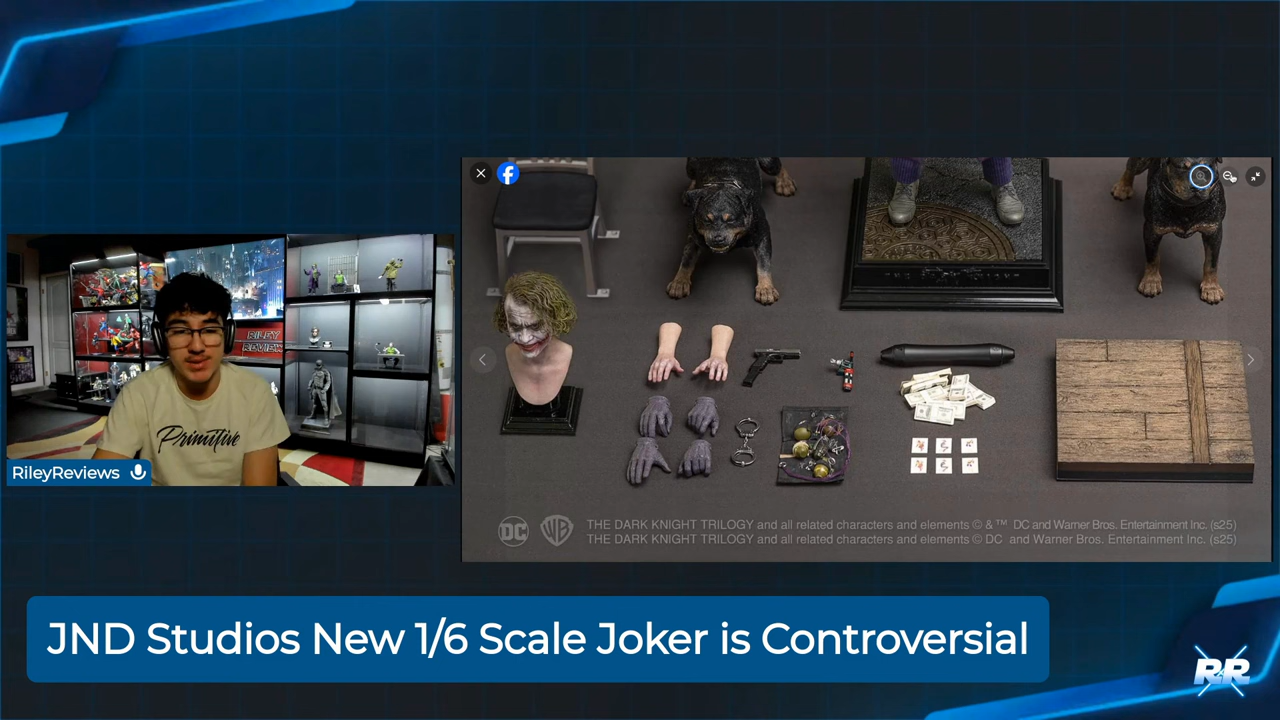 RILEY
REVIEW
Primitive
RileyReviews
DC
WB
THE DARK KNIGHT TRILOGY and all related characters and elements © & ™ DC and Warner Bros. Entertainment Inc. (s25)
THE DARK KNIGHT TRILOGY and all related characters and elements © DC and Warner Bros. Entertainment Inc. (s25)
JND Studios New 1/6 Scale Joker is Controversial
RR